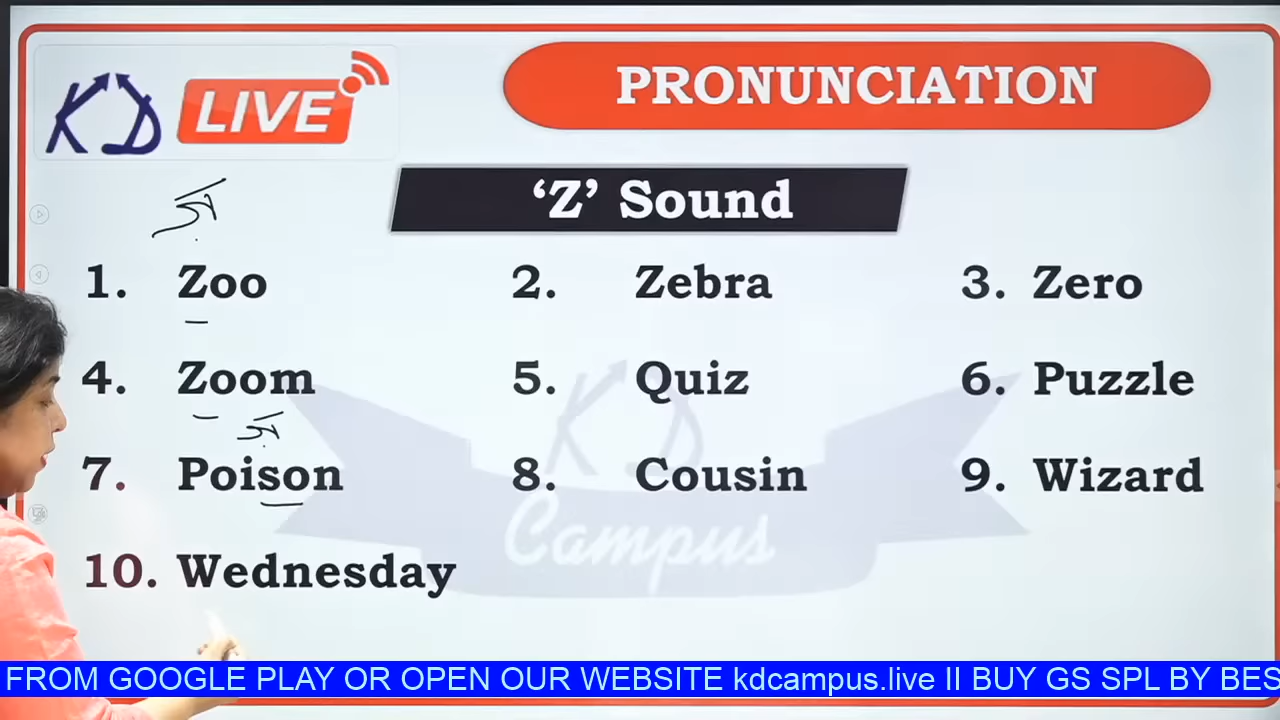 KD LIVE
PRONUNCIATION
‘Z’ Sound
ज़
1. Zoo 2. Zebra 3. Zero
4. Zoom 5. Quiz 6. Puzzle
ज़
7. Poison 8. Cousin 9. Wizard
10. Wednesday
KD
Campus
FROM GOOGLE PLAY OR OPEN OUR WEBSITE kdcampus.live II BUY GS SPL BY BES